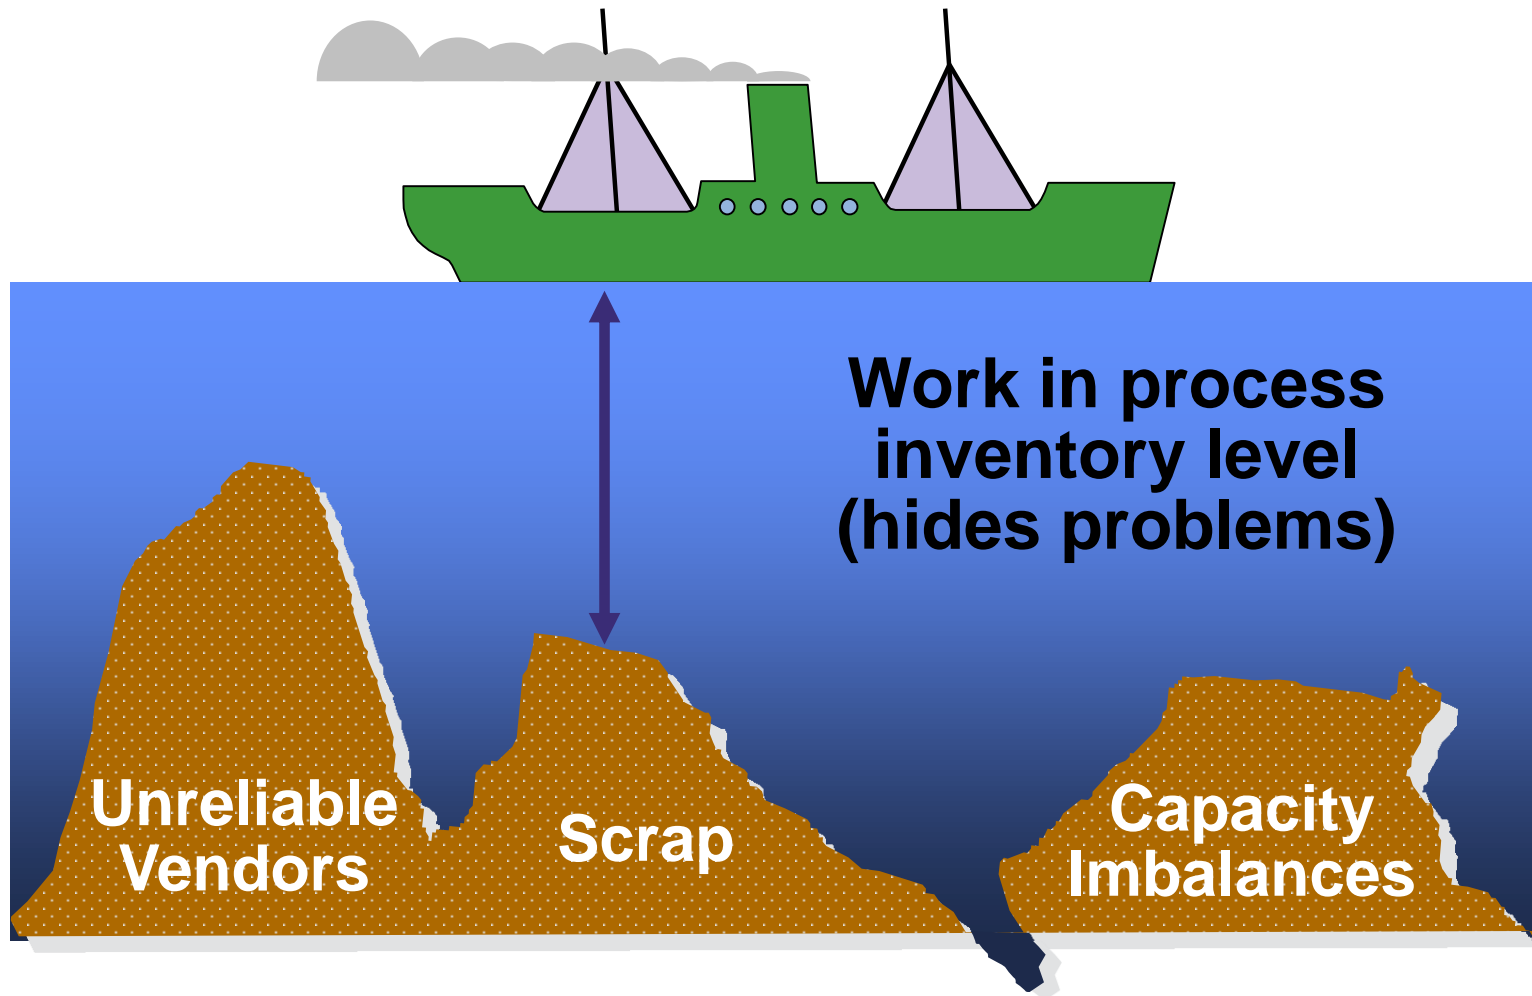 Work in process
inventory level
(hides problems)
Unreliable
Vendors
Scrap
Capacity
Imbalances